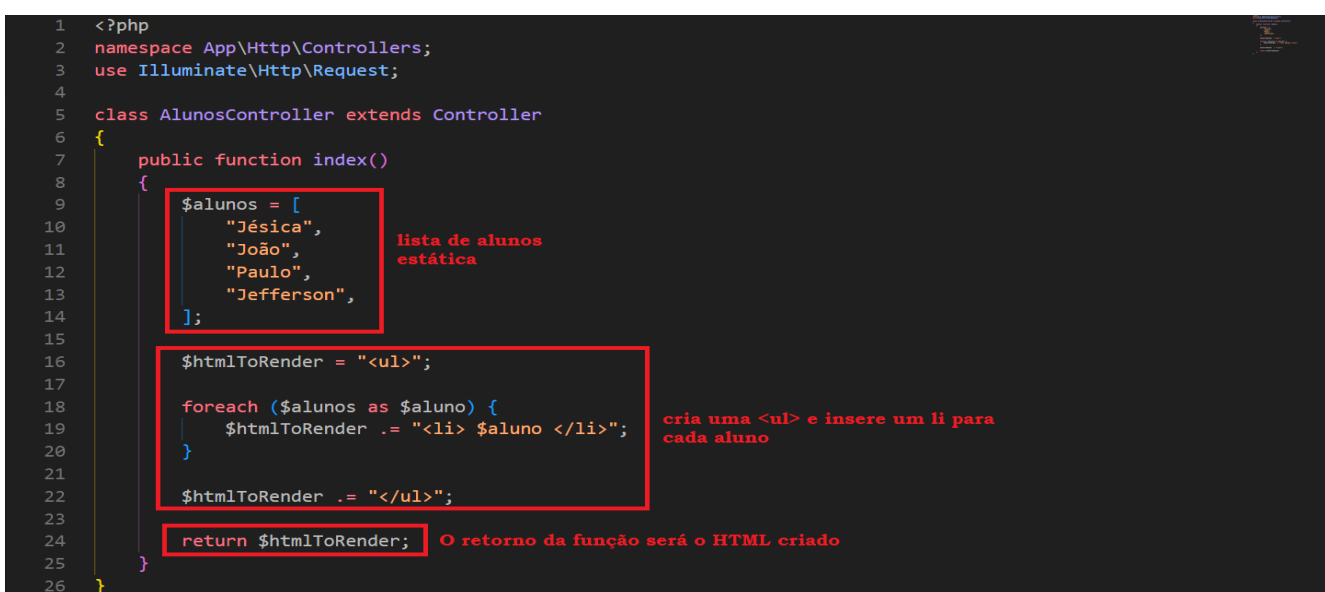 1 <?php
2 namespace App\Http\Controllers;
3 use Illuminate\Http\Request;
4
5 class AlunosController extends Controller
6 {
7 public function index()
8 {
9 $alunos = [
10 "Jésica",
11 "João",
12 "Paulo",
13 "Jefferson",
14 ];
lista de alunos
estática
15
16 $htmlToRender = "<ul>";
17
18 foreach ($alunos as $aluno) {
19 $htmlToRender .= "<li> $aluno </li>";
20 }
21
22 $htmlToRender .= "</ul>";
cria uma <ul> e insere um li para
cada aluno
23
24 return $htmlToRender; O retorno da função será o HTML criado
25 }
26 }